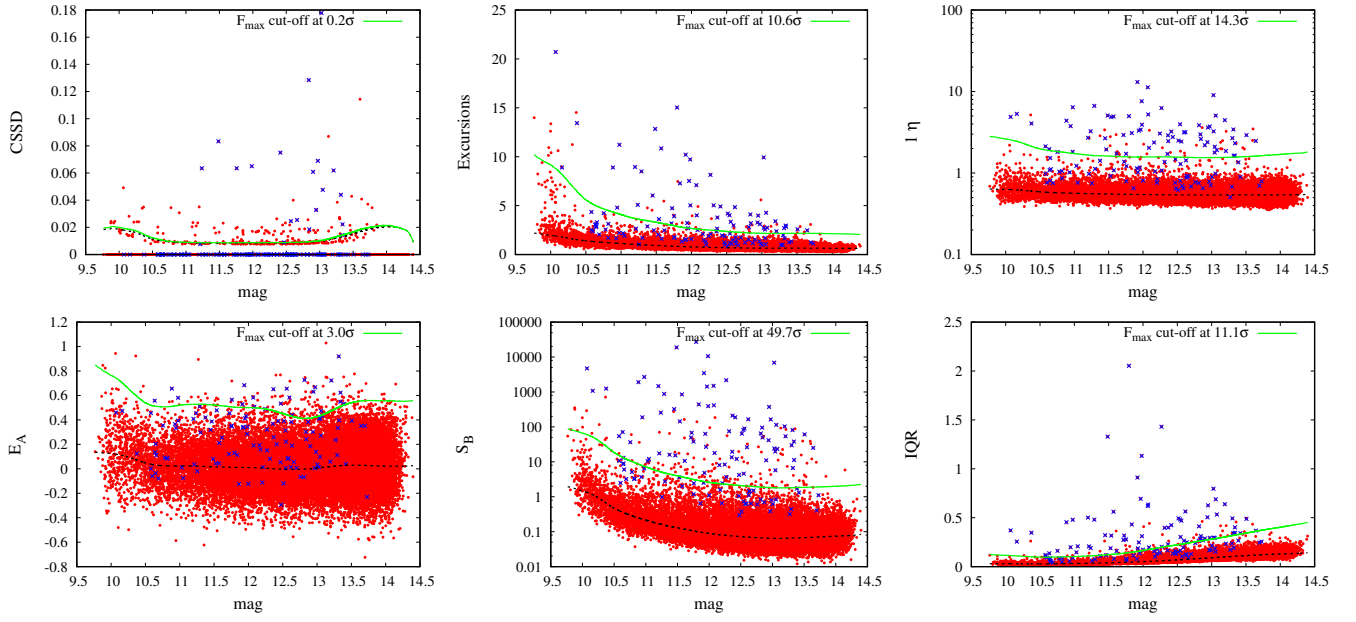 0.18
0.16
0.14
0.12
0.1
0.08
0.06
0.04
0.02
0
CSSD
F_max cut-off at 0.2σ
9.5 10 10.5 11 11.5 12 12.5 13 13.5 14 14.5
mag
25
20
15
10
5
0
Excursions
F_max cut-off at 10.6σ
9.5 10 10.5 11 11.5 12 12.5 13 13.5 14 14.5
mag
100
10
1
0.1
1 η
F_max cut-off at 14.3σ
9.5 10 10.5 11 11.5 12 12.5 13 13.5 14 14.5
mag
1.2
1
0.8
0.6
0.4
0.2
0
-0.2
-0.4
-0.6
-0.8
E_A
F_max cut-off at 3.0σ
9.5 10 10.5 11 11.5 12 12.5 13 13.5 14 14.5
mag
100000
10000
1000
100
10
1
0.1
0.01
S_B
F_max cut-off at 49.7σ
9.5 10 10.5 11 11.5 12 12.5 13 13.5 14 14.5
mag
2.5
2
1.5
1
0.5
0
IQR
F_max cut-off at 11.1σ
9.5 10 10.5 11 11.5 12 12.5 13 13.5 14 14.5
mag